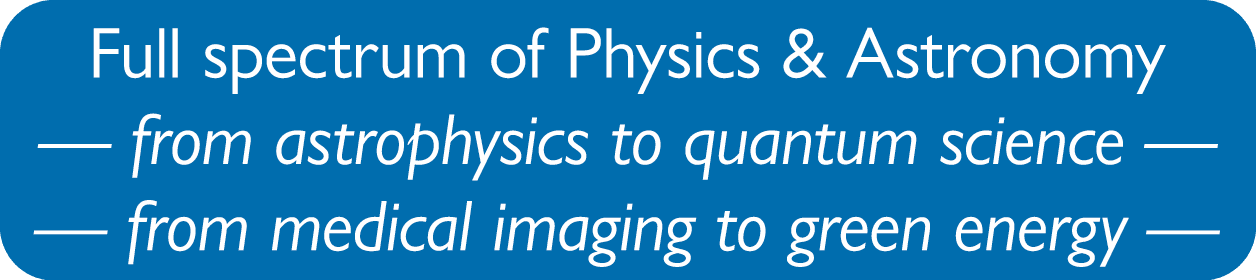 Full spectrum of Physics & Astronomy
— from astrophysics to quantum science —
— from medical imaging to green energy —